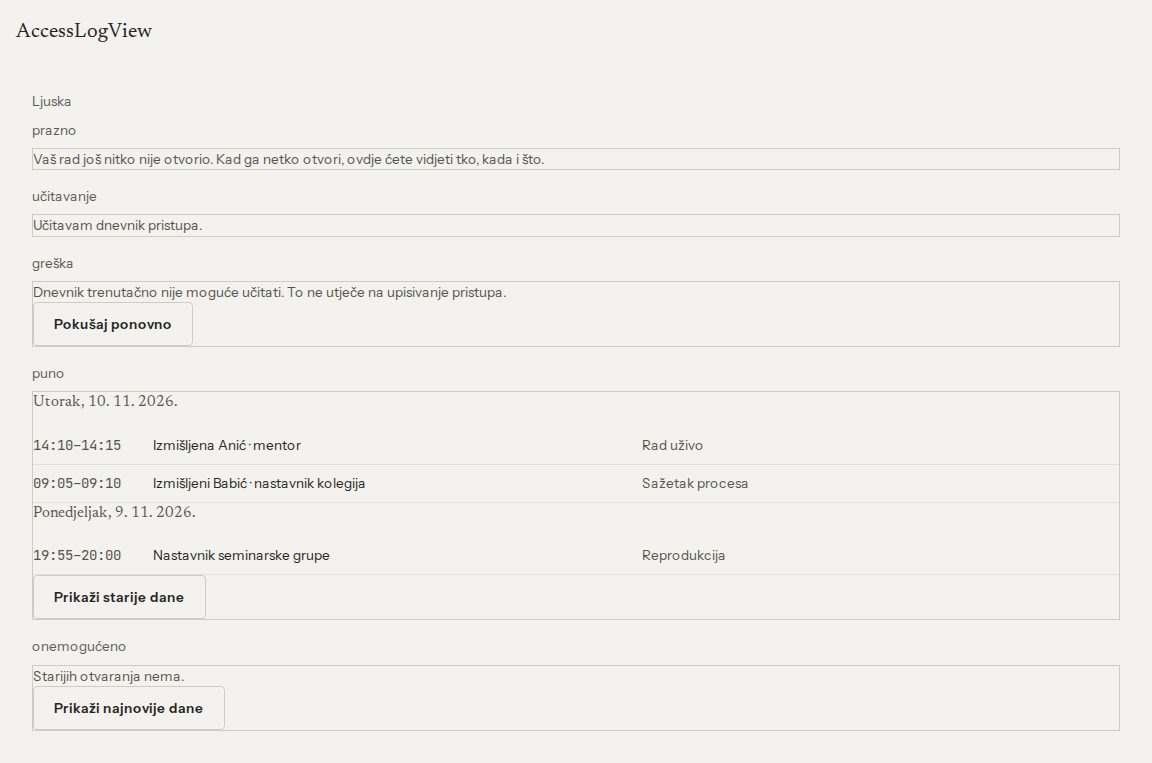 AccessLogView
Ljuska
prazno
Vaš rad još nitko nije otvorio. Kad ga netko otvori, ovdje ćete vidjeti tko, kada i što.
učitavanje
Učitavam dnevnik pristupa.
greška
Dnevnik trenutačno nije moguće učitati. To ne utječe na upisivanje pristupa.
Pokušaj ponovno
puno
Utorak, 10. 11. 2026.
14:10–14:15 Izmišljena Anić · mentor Rad uživo
09:05–09:10 Izmišljeni Babić · nastavnik kolegija Sažetak procesa
Ponedjeljak, 9. 11. 2026.
19:55–20:00 Nastavnik seminarske grupe Reprodukcija
Prikaži starije dane
onemogućeno
Starijih otvaranja nema.
Prikaži najnovije dane